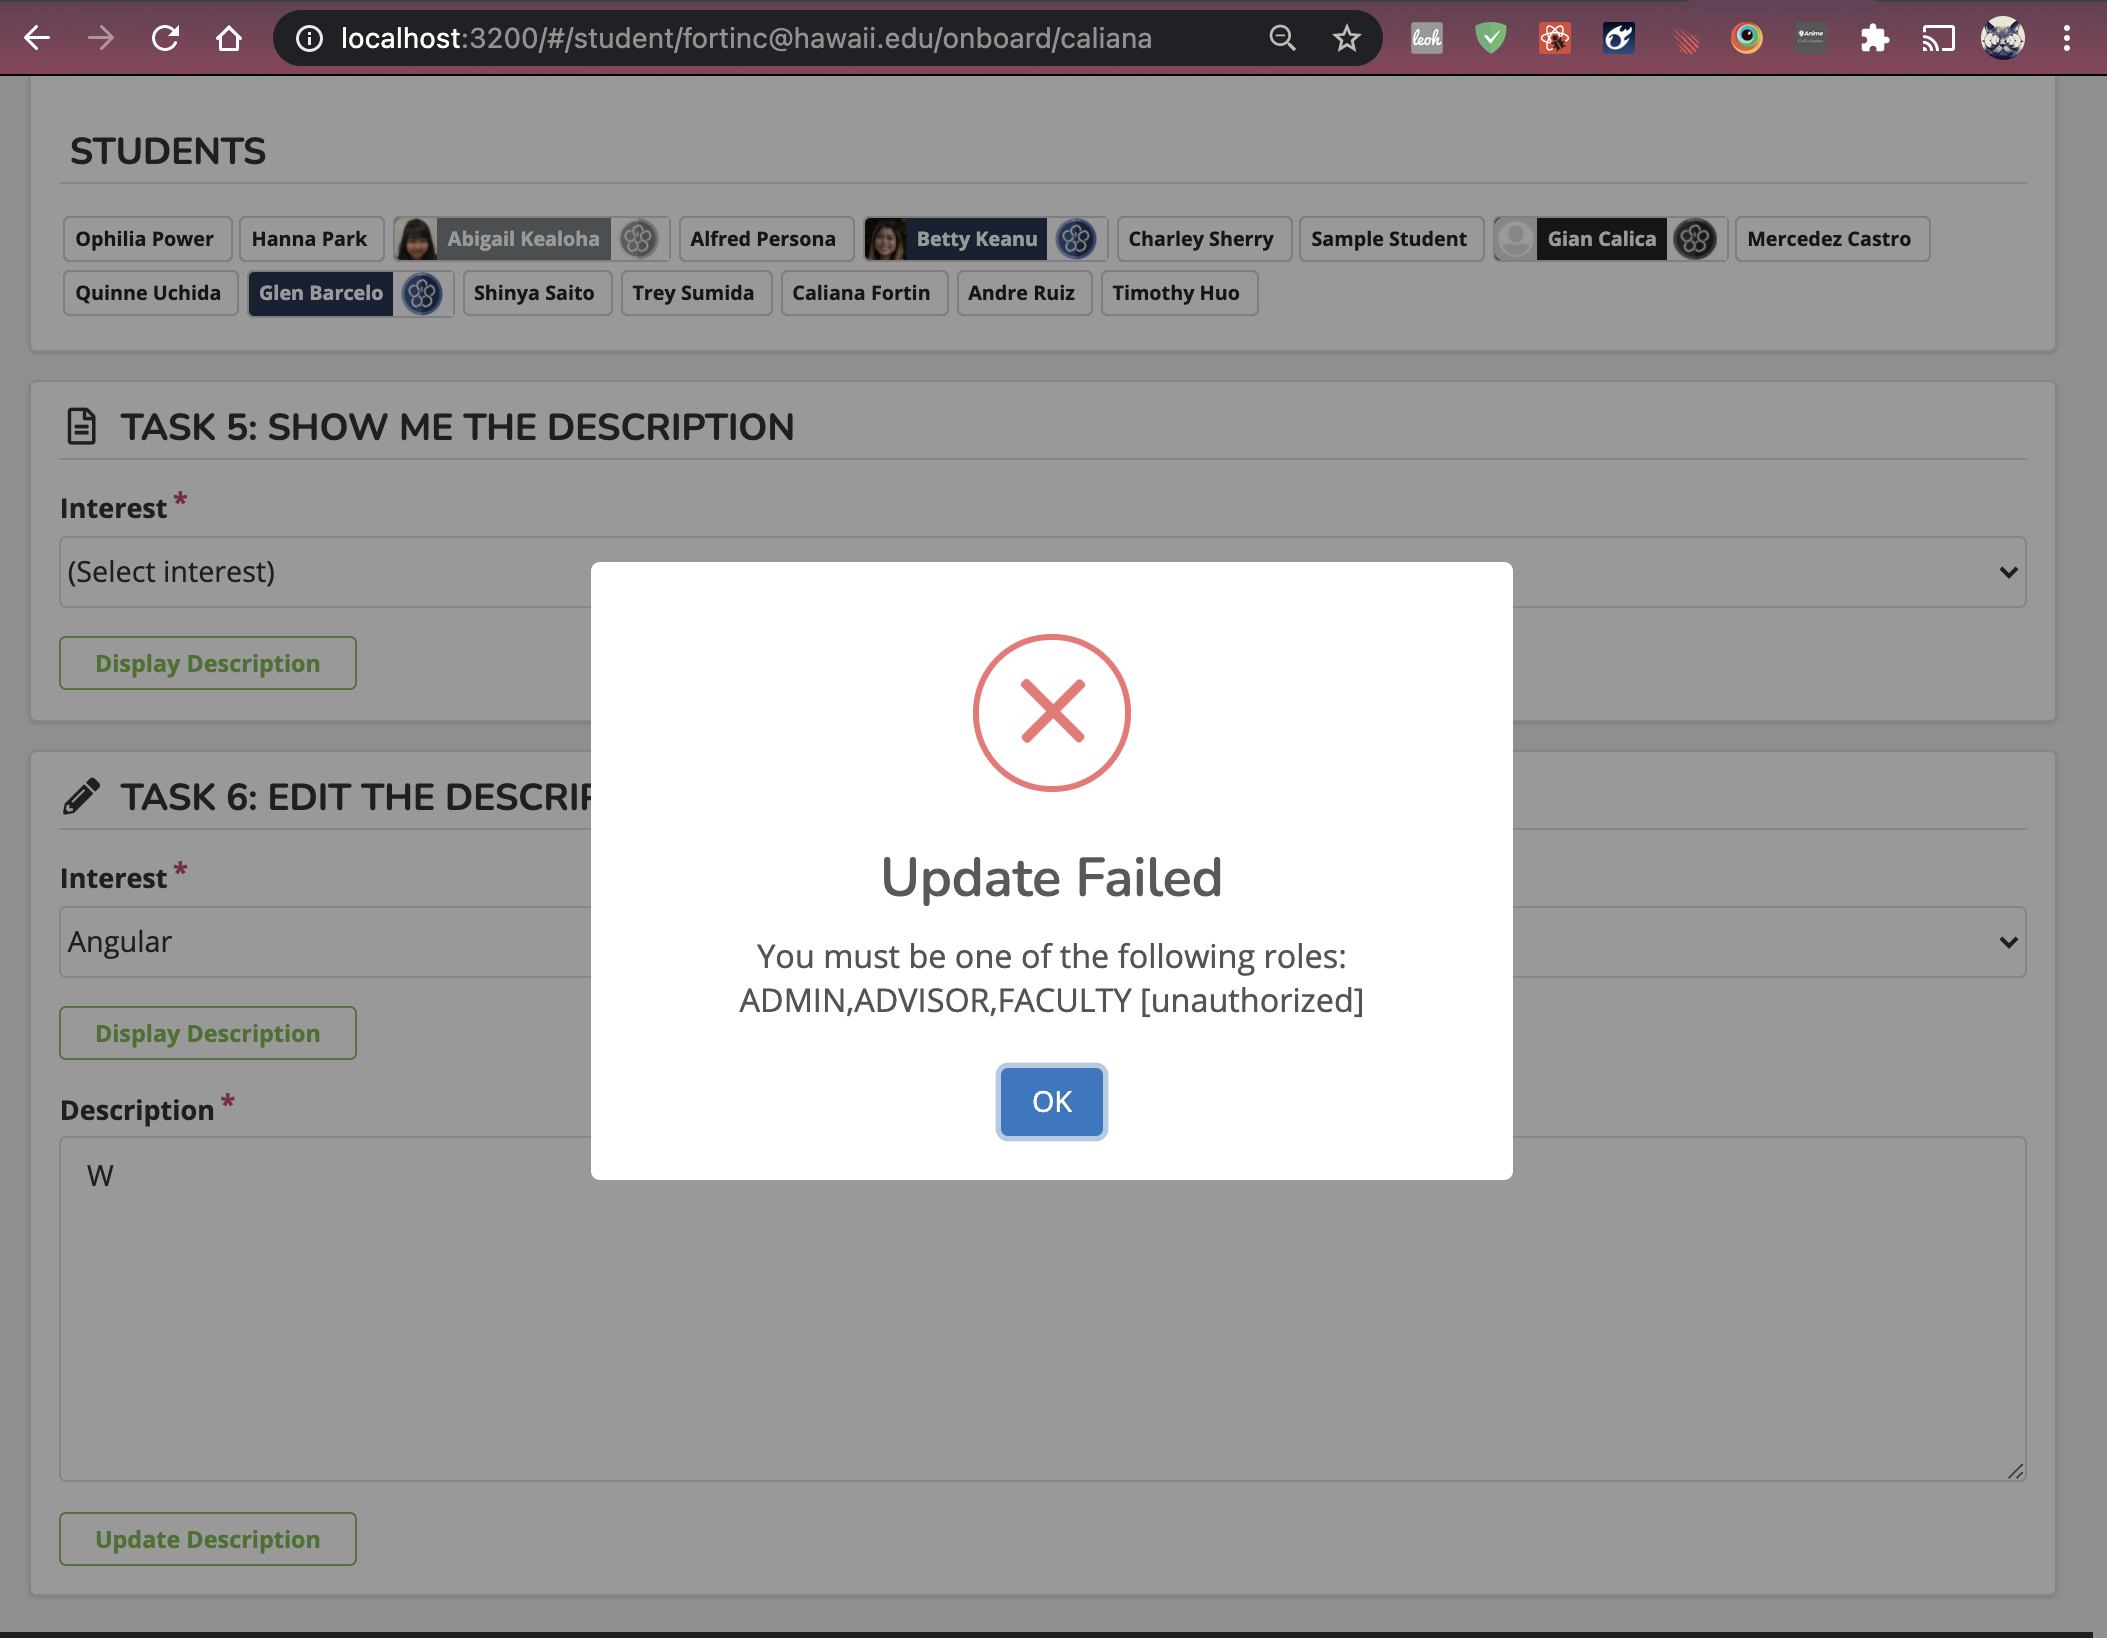 localhost:3200/#/student/fortinc@hawaii.edu/onboard/caliana
leoh
STUDENTS
Ophilia Power Hanna Park Abigail Kealoha Alfred Persona Betty Keanu Charley Sherry Sample Student Gian Calica Mercedez Castro
Quinne Uchida Glen Barcelo Shinya Saito Trey Sumida Caliana Fortin Andre Ruiz Timothy Huo
TASK 5: SHOW ME THE DESCRIPTION
Interest *
(Select interest)
Display Description
TASK 6: EDIT THE DESCRIP
Interest *
Angular
Display Description
Description *
W
Update Description
Update Failed
You must be one of the following roles:
ADMIN,ADVISOR,FACULTY [unauthorized]
OK